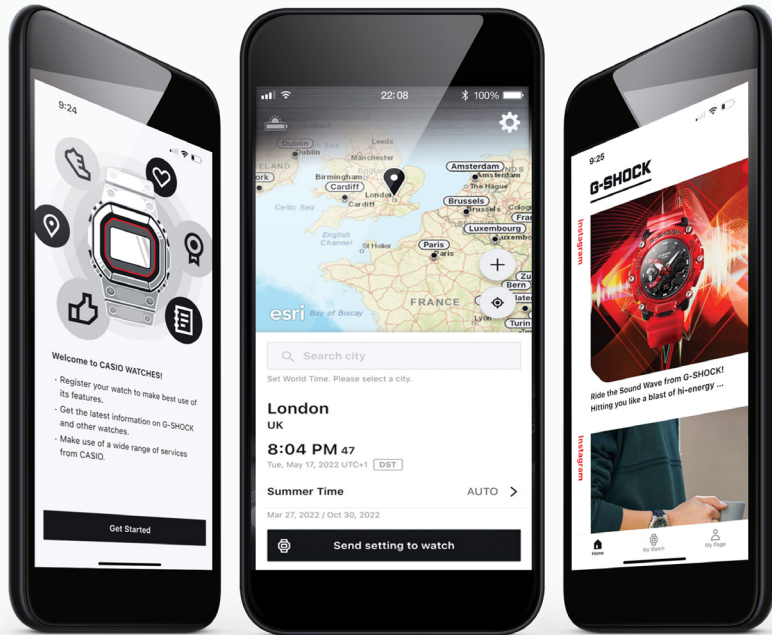 9:24
Welcome to CASIO WATCHES!
· Register your watch to make best use of
its features.
· Get the latest information on G-SHOCK
and other watches.
· Make use of a wide range of services
from CASIO.
Get Started
22:08
100%
Dublin
Dublin
Leeds
Manchester
Birmingham
Cardiff
Cardiff
London
Celtic Sea
English
Channel
St Helier
Amsterdam
Amsterdam
The Hague
Brussels
Brussels
Luxembourg
Paris
Paris
FRANCE
Bern
Lyon
Turin
Bay of Biscay
esri
+
Search city
Set World Time. Please select a city.
London
UK
8:04 PM 47
Tue, May 17, 2022 UTC+1 DST
Summer Time AUTO >
Mar 27, 2022 / Oct 30, 2022
Send setting to watch
9:25
G-SHOCK
Instagram
Ride the Sound Wave from G-SHOCK!
Hitting you like a blast of hi-energy ...
Instagram
Home
My Watch
My Page